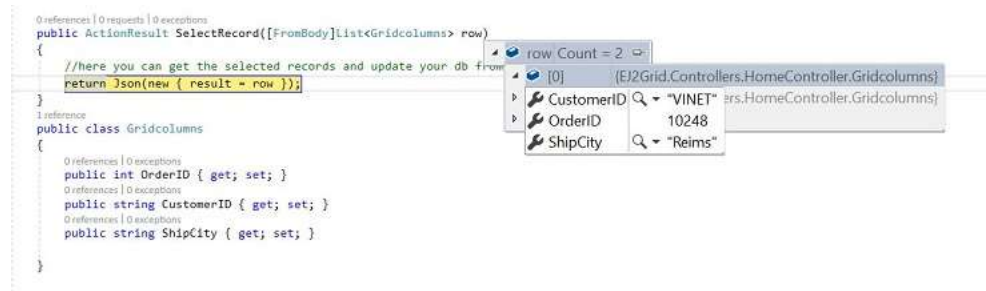 0 references | 0 requests | 0 exceptions
public ActionResult SelectRecord([FromBody]List<Gridcolumns> row)
{
row Count = 2
//here you can get the selected records and update your db from
[0] {EJ2Grid.Controllers.HomeController.Gridcolumns}
return Json(new { result = row });
CustomerID "VINET" ers.HomeController.Gridcolumns}
}
OrderID 10248
1 reference
public class Gridcolumns
ShipCity "Reims"
{
0 references | 0 exceptions
public int OrderID { get; set; }
0 references | 0 exceptions
public string CustomerID { get; set; }
0 references | 0 exceptions
public string ShipCity { get; set; }
}